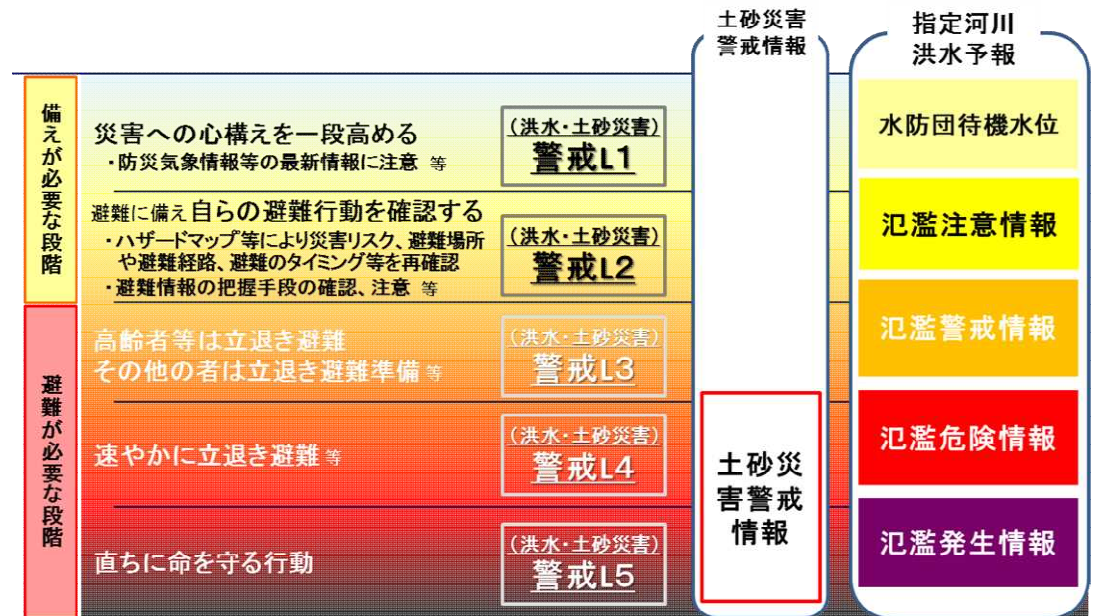 土砂災害
警戒情報
指定河川
洪水予報
備えが必要な段階
災害への心構えを一段高める
・防災気象情報等の最新情報に注意 等
(洪水・土砂災害)
警戒L1
水防団待機水位
避難に備え自らの避難行動を確認する
・ハザードマップ等により災害リスク、避難場所
や避難経路、避難のタイミング等を再確認
・避難情報の把握手段の確認、注意 等
(洪水・土砂災害)
警戒L2
氾濫注意情報
避難が必要な段階
高齢者等は立退き避難
その他の者は立退き避難準備 等
(洪水・土砂災害)
警戒L3
氾濫警戒情報
速やかに立退き避難 等
(洪水・土砂災害)
警戒L4
土砂災
害警戒
情報
氾濫危険情報
直ちに命を守る行動
(洪水・土砂災害)
警戒L5
氾濫発生情報